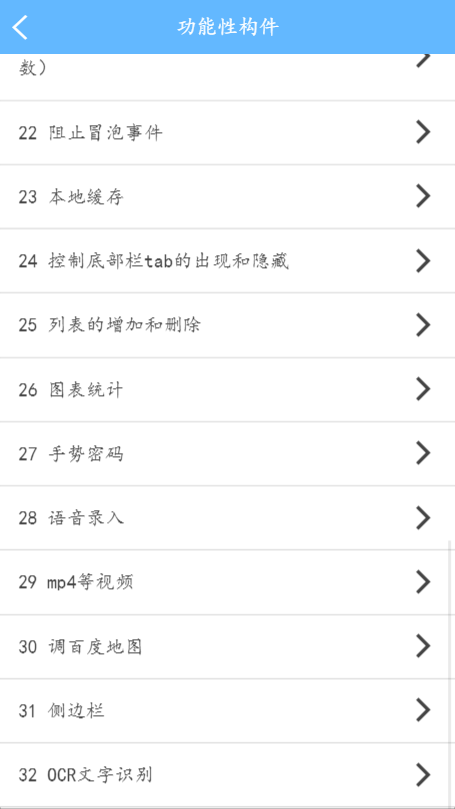 功能性构件
数）
22 阻止冒泡事件
23 本地缓存
24 控制底部栏tab的出现和隐藏
25 列表的增加和删除
26 图表统计
27 手势密码
28 语音录入
29 mp4等视频
30 调百度地图
31 侧边栏
32 OCR文字识别